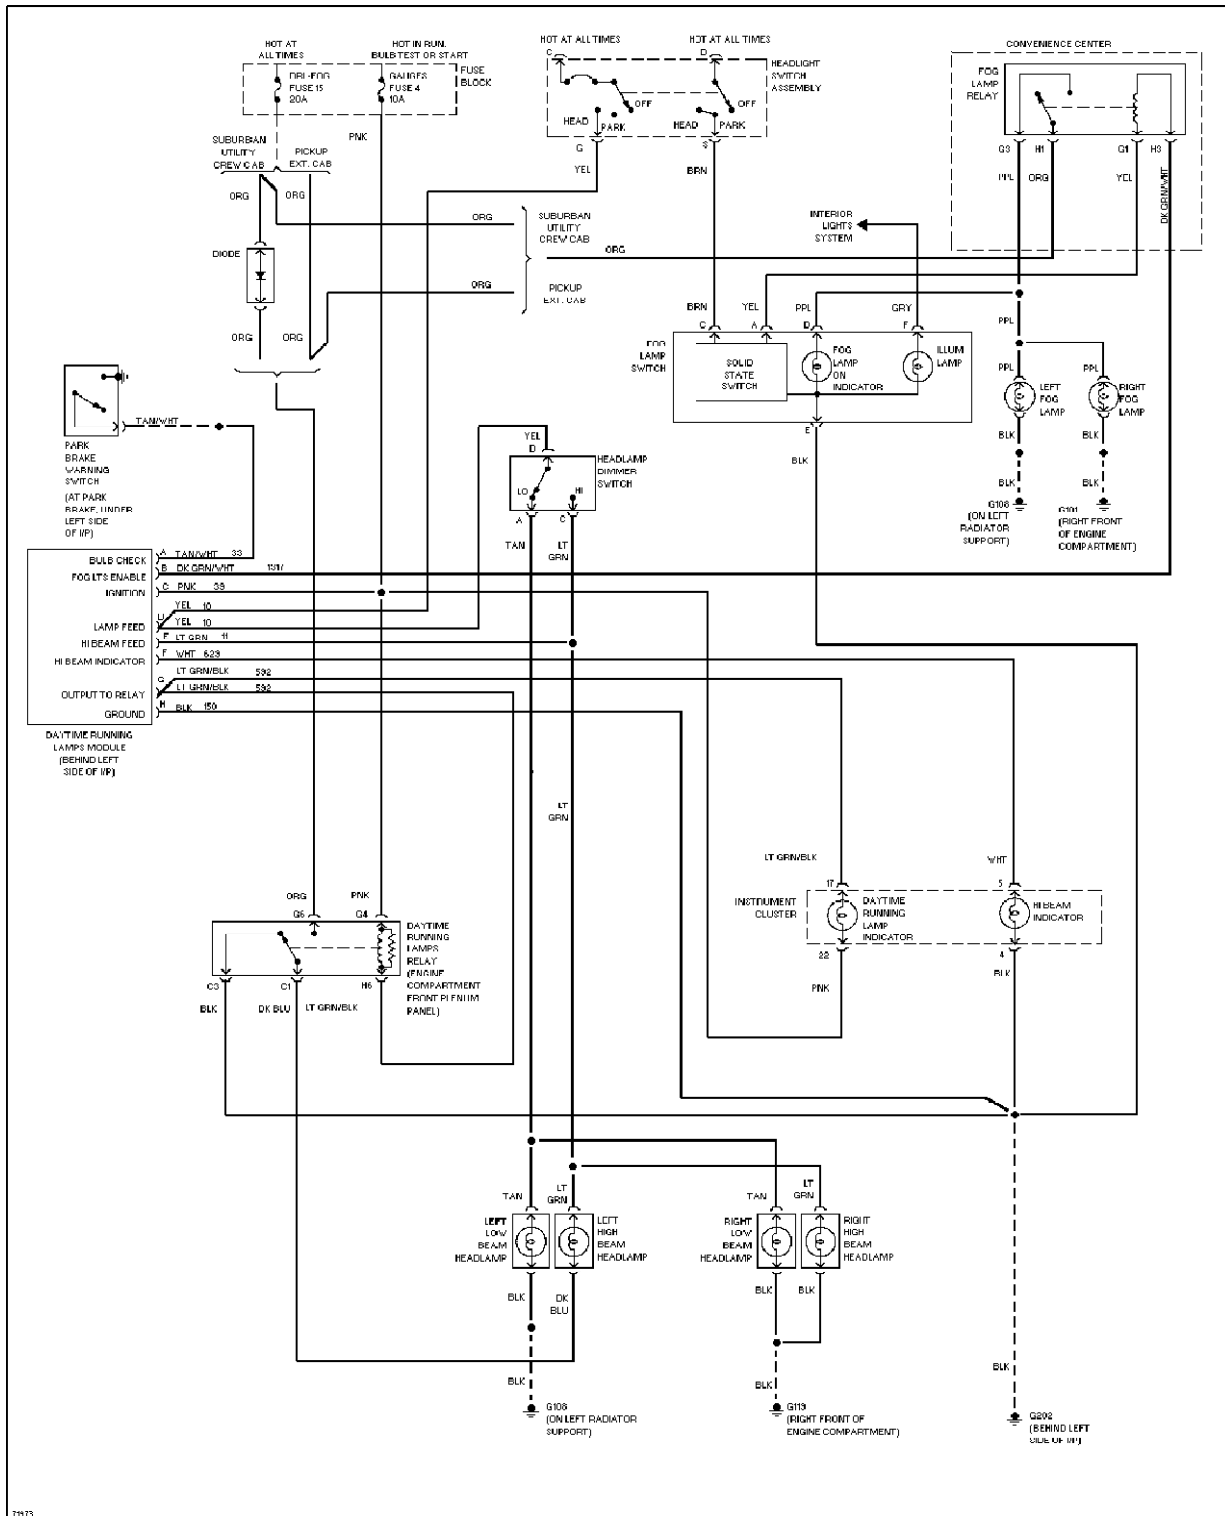 HOT AT
ALL TIMES
HOT IN RUN,
BULB TEST OR START
DRL-FOG
FUSE 15
20A
GAUGES
FUSE 4
10A
FUSE
BLOCK
HOT AT ALL TIMES
HOT AT ALL TIMES
C
D
HEADLIGHT
SWITCH
ASSEMBLY
OFF
OFF
HEAD
PARK
HEAD
PARK
G
S
YEL
BRN
CONVENIENCE CENTER
FOG
LAMP
RELAY
G3
H1
G1
H3
PPL
ORG
YEL
DK GRN/WHT
PNK
SUBURBAN
UTILITY
CREW CAB
PICKUP
EXT. CAB
ORG
ORG
ORG
SUBURBAN
UTILITY
CREW CAB
ORG
ORG
PICKUP
EXT. CAB
INTERIOR
LIGHTS
SYSTEM
DIODE
ORG
ORG
BRN
YEL
PPL
GRY
C
A
D
F
FOG
LAMP
SWITCH
SOLID
STATE
SWITCH
FOG
LAMP
ON
INDICATOR
ILLUM
LAMP
E
BLK
PPL
PPL
PPL
LEFT
FOG
LAMP
RIGHT
FOG
LAMP
BLK
BLK
BLK
BLK
G108
(ON LEFT
RADIATOR
SUPPORT)
G101
(RIGHT FRONT
OF ENGINE
COMPARTMENT)
TAN/WHT
PARK
BRAKE
WARNING
SWITCH
(AT PARK
BRAKE, UNDER
LEFT SIDE
OF I/P)
YEL
D
HEADLAMP
DIMMER
SWITCH
LO
HI
A
C
TAN
LT
GRN
BULB CHECK
A TAN/WHT 33
FOG LTS ENABLE
B DK GRN/WHT 1317
IGNITION
C PNK 39
YEL 10
LAMP FEED
D YEL 10
HI BEAM FEED
E LT GRN 11
HI BEAM INDICATOR
F WHT 623
LT GRN/BLK 592
G LT GRN/BLK 592
OUTPUT TO RELAY
GROUND
H BLK 150
DAYTIME RUNNING
LAMPS MODULE
(BEHIND LEFT
SIDE OF I/P)
LT
GRN
LT GRN/BLK
WHT
17
5
INSTRUMENT
CLUSTER
DAYTIME
RUNNING
LAMP
INDICATOR
HI BEAM
INDICATOR
22
4
PNK
BLK
ORG
PNK
G5
G4
DAYTIME
RUNNING
LAMPS
RELAY
(ENGINE
COMPARTMENT
FRONT PLENUM
PANEL)
C3
C1
H6
BLK
DK BLU
LT GRN/BLK
TAN
LT
GRN
TAN
LT
GRN
LEFT
LOW
BEAM
HEADLAMP
LEFT
HIGH
BEAM
HEADLAMP
RIGHT
LOW
BEAM
HEADLAMP
RIGHT
HIGH
BEAM
HEADLAMP
BLK
DK
BLU
BLK
BLK
BLK
BLK
BLK
G108
(ON LEFT RADIATOR
SUPPORT)
G119
(RIGHT FRONT OF
ENGINE COMPARTMENT)
G202
(BEHIND LEFT
SIDE OF I/P)